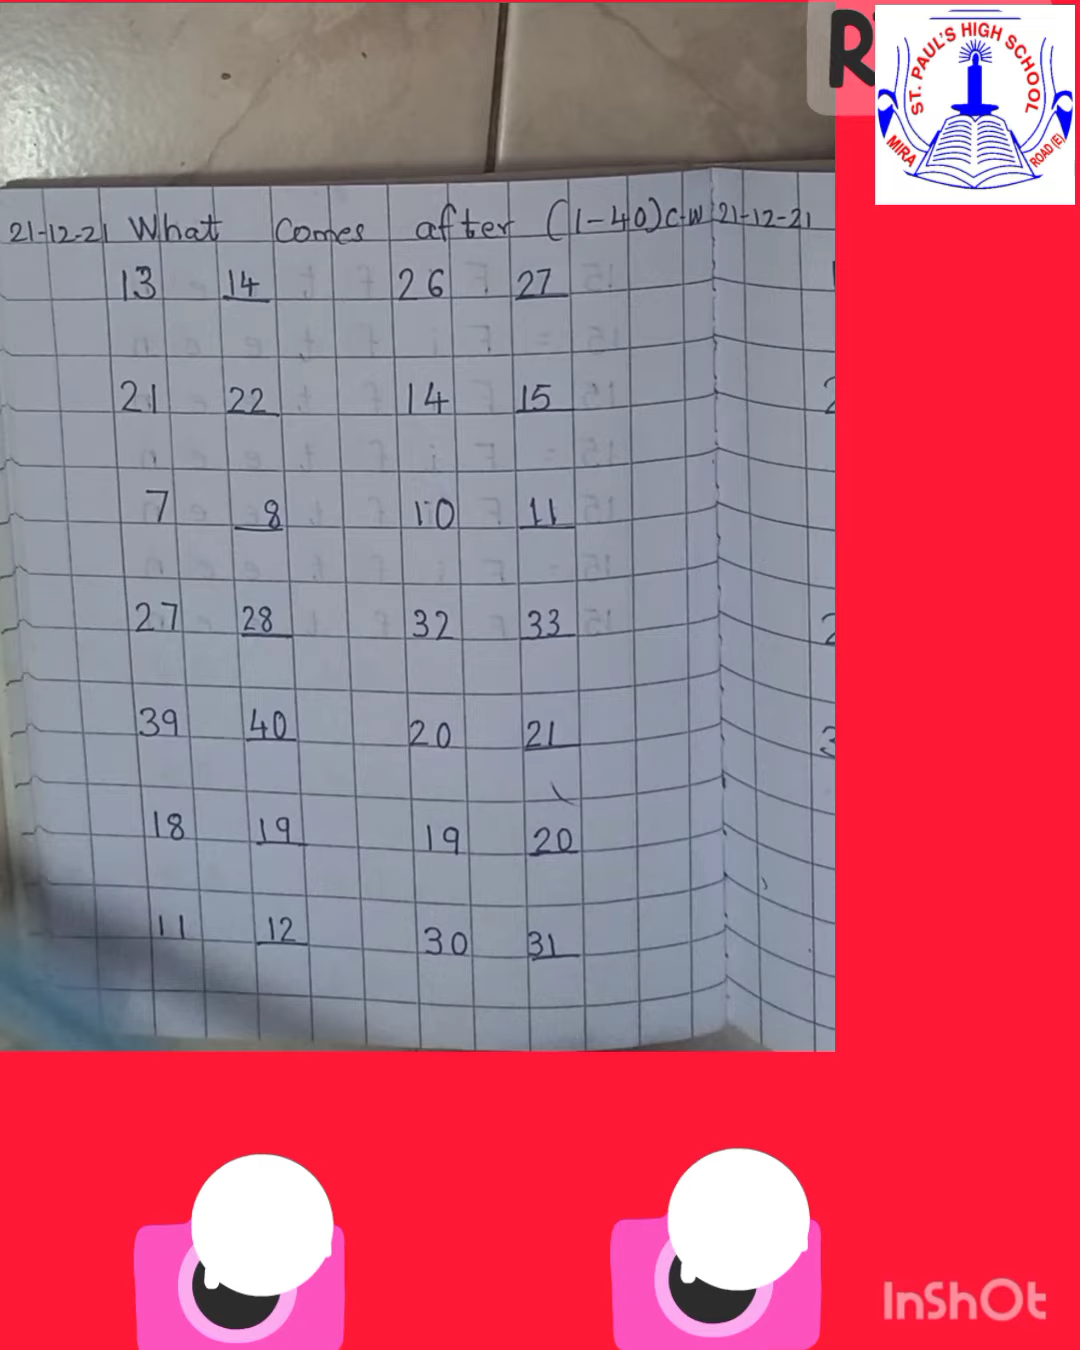 R
ST. PAUL'S HIGH SCHOOL
MIRA ROAD (E)
21-12-21 What comes after (1-40) C.W 21-12-21
13 14 26 27
21 22 14 15
7 8 10 11
27 28 32 33
39 40 20 21
18 19 19 20
11 12 30 31
InShOt